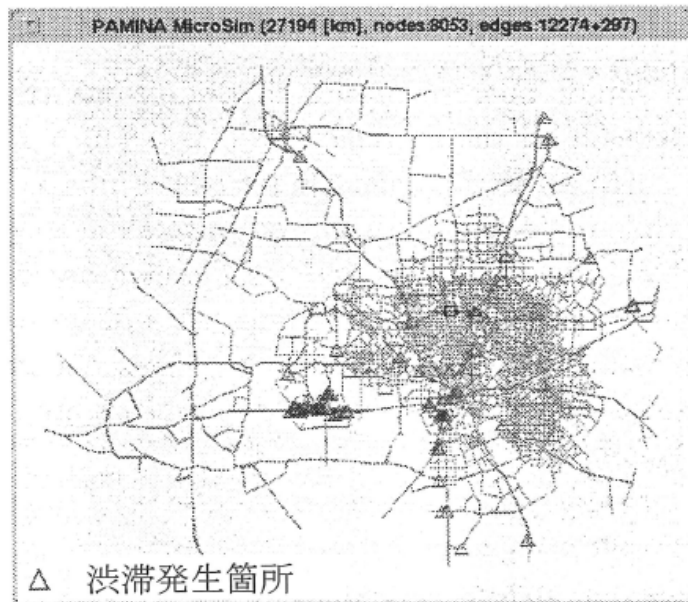 PAMINA MicroSim (27194 [km], nodes:8053, edges:12274+297)
△ 渋滞発生箇所